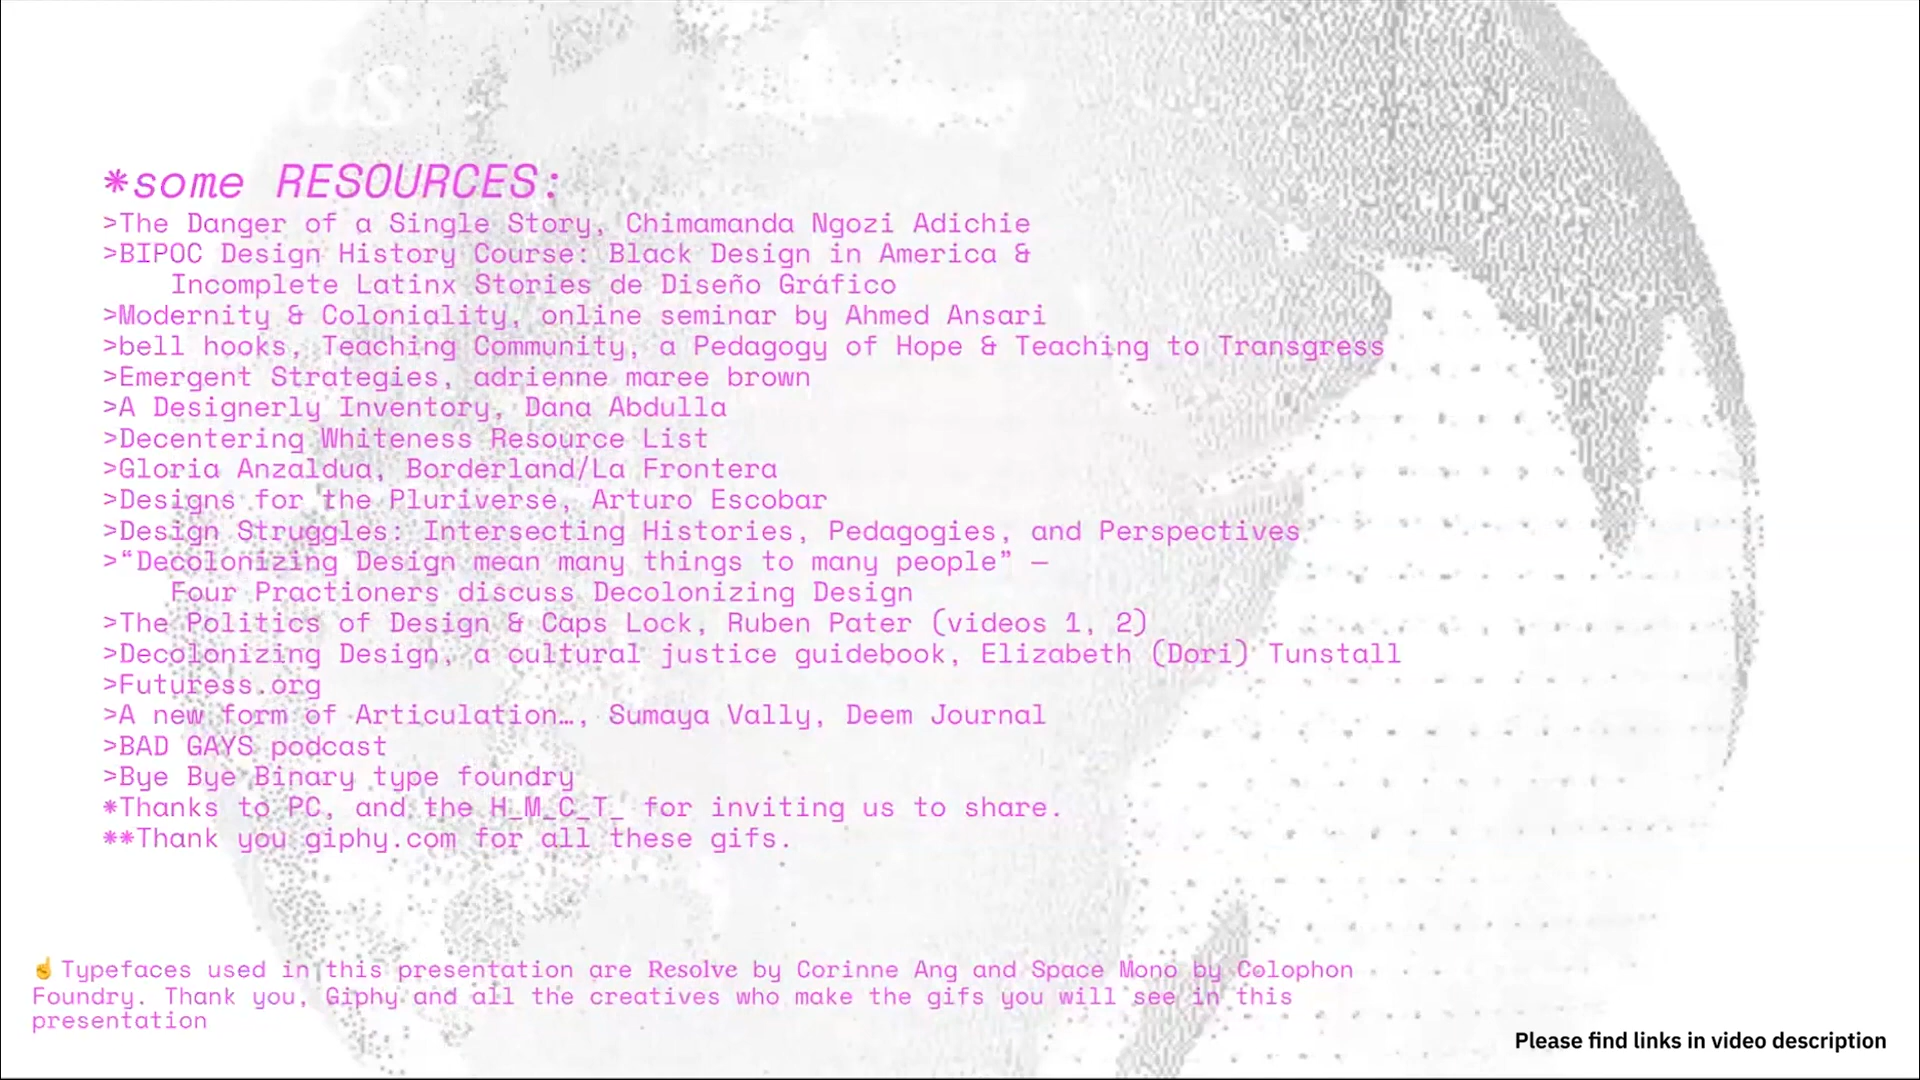 as
*some RESOURCES:
>The Danger of a Single Story, Chimamanda Ngozi Adichie
>BIPOC Design History Course: Black Design in America &
Incomplete Latinx Stories de Diseño Gráfico
>Modernity & Coloniality, online seminar by Ahmed Ansari
>bell hooks, Teaching Community, a Pedagogy of Hope & Teaching to Transgress
>Emergent Strategies, adrienne maree brown
>A Designerly Inventory, Dana Abdulla
>Decentering Whiteness Resource List
>Gloria Anzaldua, Borderland/La Frontera
>Designs for the Pluriverse, Arturo Escobar
>Design Struggles: Intersecting Histories, Pedagogies, and Perspectives
>“Decolonizing Design mean many things to many people” —
Four Practioners discuss Decolonizing Design
>The Politics of Design & Caps Lock, Ruben Pater (videos 1, 2)
>Decolonizing Design, a cultural justice guidebook, Elizabeth (Dori) Tunstall
>Futuress.org
>A new form of Articulation…, Sumaya Vally, Deem Journal
>BAD GAYS podcast
>Bye Bye Binary type foundry
*Thanks to PC, and the H_M_C_T_ for inviting us to share.
**Thank you giphy.com for all these gifs.
☝Typefaces used in this presentation are Resolve by Corinne Ang and Space Mono by Colophon
Foundry. Thank you, Giphy and all the creatives who make the gifs you will see in this
presentation
Please find links in video description